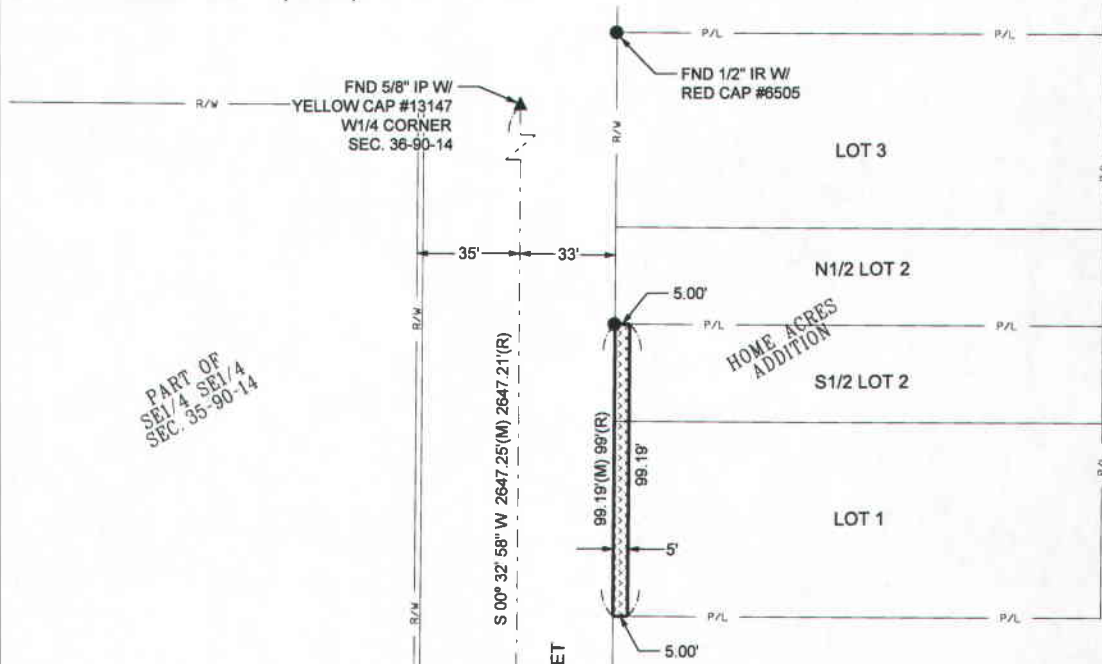 P/L
P/L
FND 5/8" IP W/
YELLOW CAP #13147
W1/4 CORNER
SEC. 36-90-14
FND 1/2" IR W/
RED CAP #6505
R/W
R/W
LOT 3
35'
33'
N1/2 LOT 2
5.00'
R/W
P/L
P/L
HOME ACRES
ADDITION
PART OF
SE1/4 SE1/4
SEC. 35-90-14
S1/2 LOT 2
S 00° 32' 58" W 2647.25'(M) 2647.21'(R)
99.19'(M) 99'(R)
99.19'
LOT 1
5'
R/W
P/L
P/L
5.00'
ET